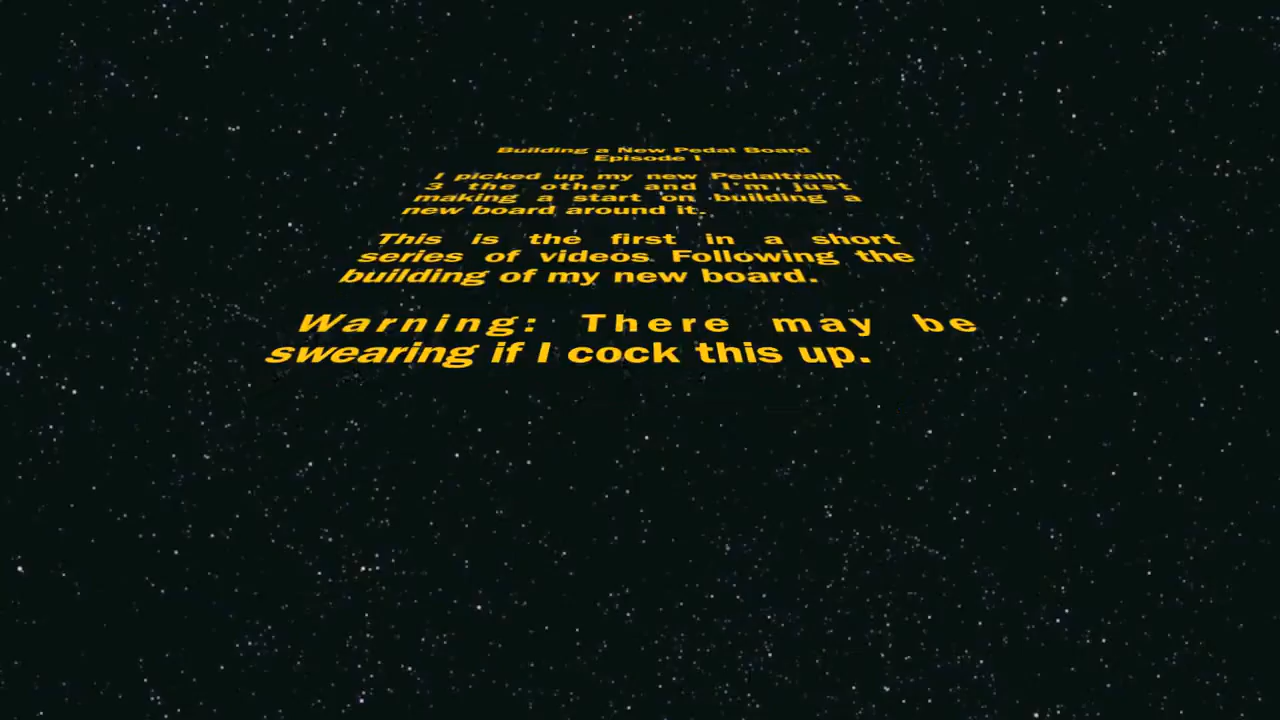 Building a New Pedal Board
Episode I
I picked up my new Pedaltrain
3 the other and I'm just
making a start on building a
new board around it.
This is the first in a short
series of videos Following the
building of my new board.
Warning: There may be
swearing if I cock this up.